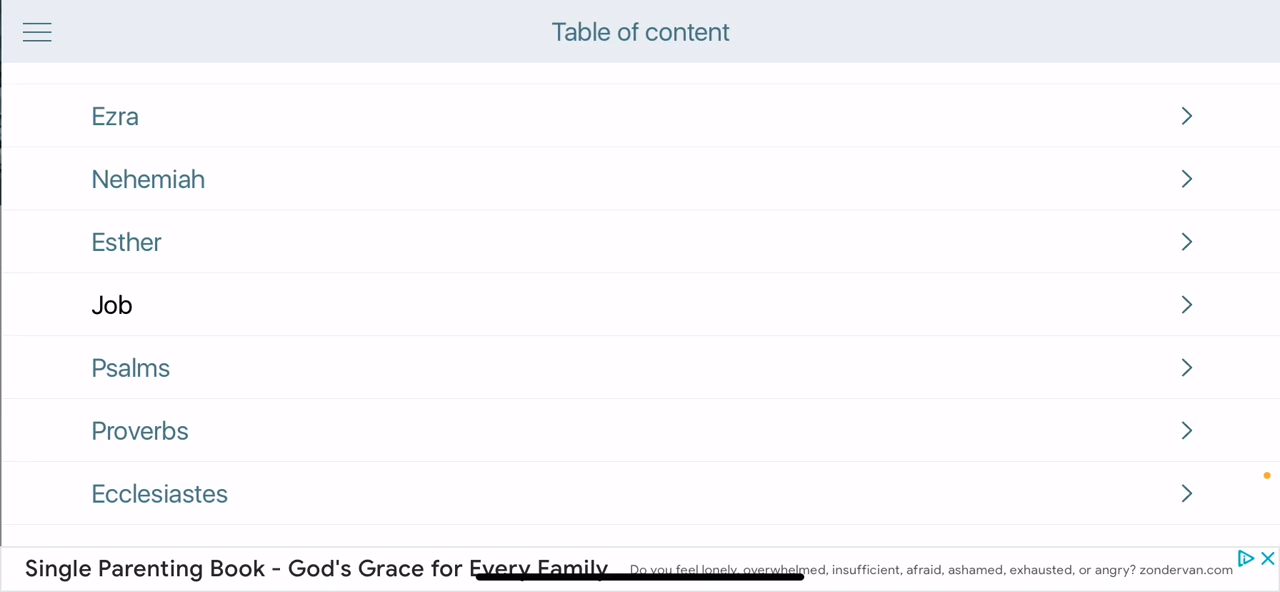 Table of content
Ezra
Nehemiah
Esther
Job
Psalms
Proverbs
Ecclesiastes
Single Parenting Book - God's Grace for Every Family Do you feel lonely, overwhelmed, insufficient, afraid, ashamed, exhausted, or angry? zondervan.com